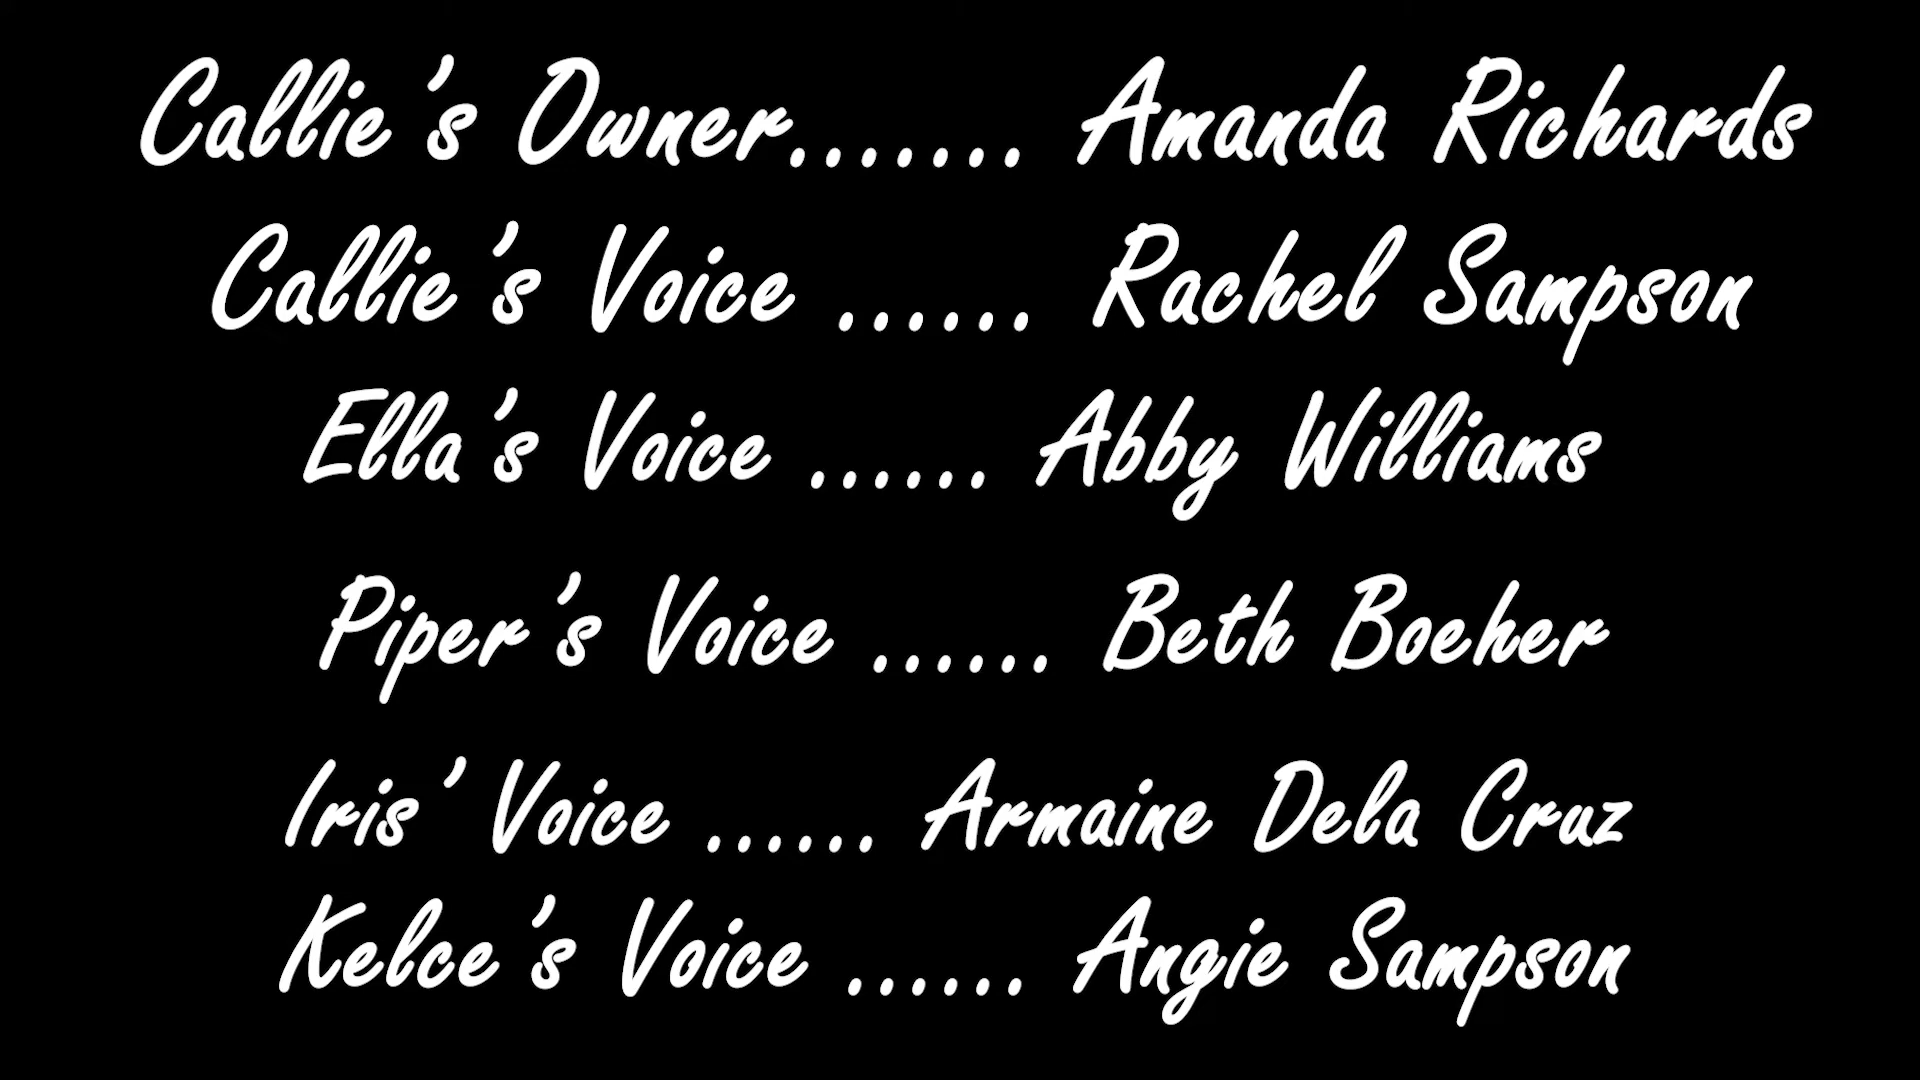 Callie's Owner....... Amanda Richards
Callie's Voice ...... Rachel Sampson
Ella's Voice ...... Abby Williams
Piper's Voice ...... Beth Boeher
Iris' Voice ...... Armaine Dela Cruz
Kelce's Voice ...... Angie Sampson